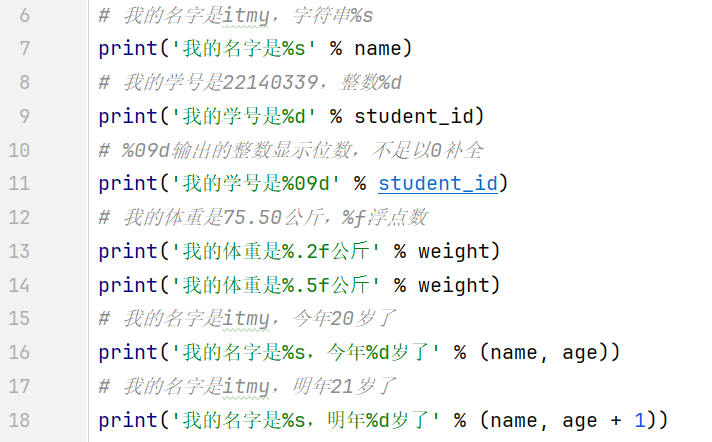 6 # 我的名字是itmy，字符串%s
7 print('我的名字是%s' % name)
8 # 我的学号是22140339，整数%d
9 print('我的学号是%d' % student_id)
10 # %09d输出的整数显示位数，不足以0补全
11 print('我的学号是%09d' % student_id)
12 # 我的体重是75.50公斤，%f浮点数
13 print('我的体重是%.2f公斤' % weight)
14 print('我的体重是%.5f公斤' % weight)
15 # 我的名字是itmy，今年20岁了
16 print('我的名字是%s，今年%d岁了' % (name, age))
17 # 我的名字是itmy，明年21岁了
18 print('我的名字是%s，明年%d岁了' % (name, age + 1))